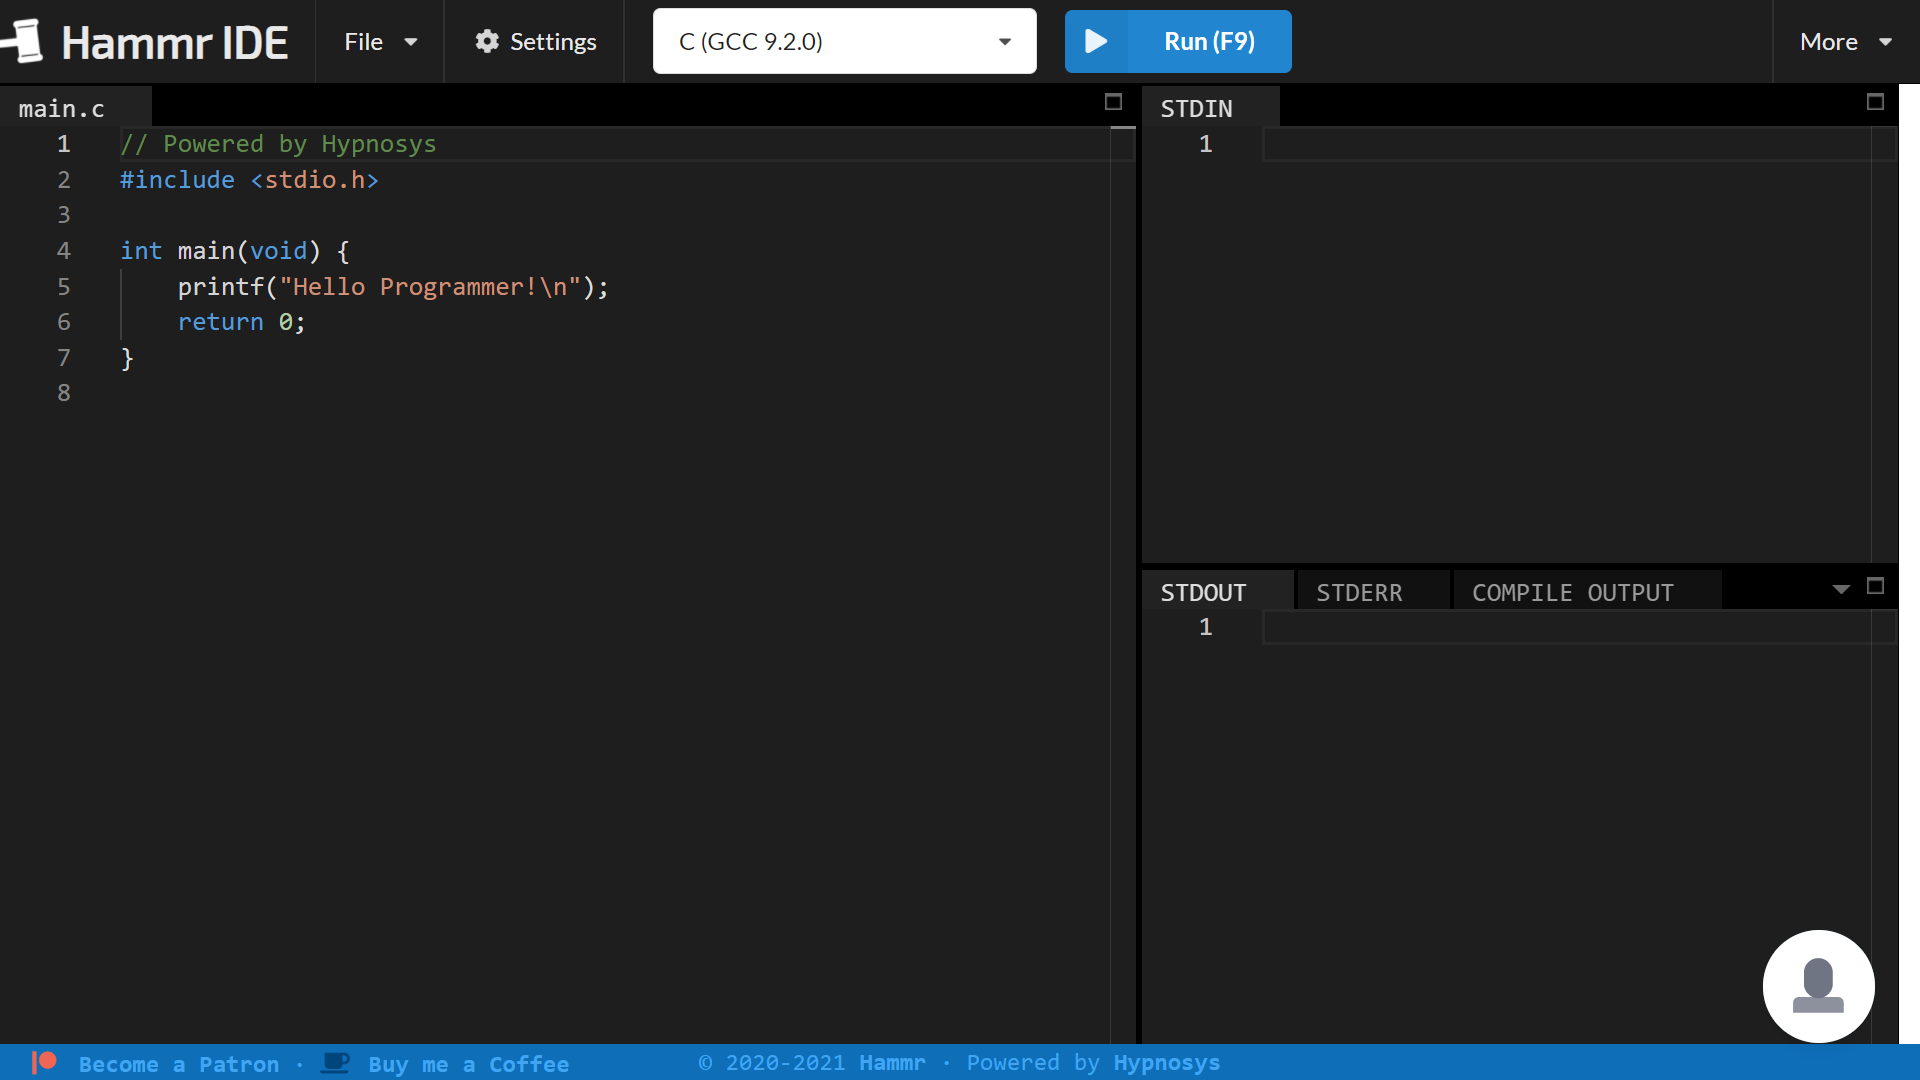 Hammr IDE File Settings C (GCC 9.2.0) Run (F9) More
main.c
1 // Powered by Hypnosys
2 #include <stdio.h>
3
4 int main(void) {
5     printf("Hello Programmer!\n");
6     return 0;
7 }
8
STDIN
1
STDOUT STDERR COMPILE OUTPUT
1
Become a Patron · Buy me a Coffee © 2020-2021 Hammr · Powered by Hypnosys